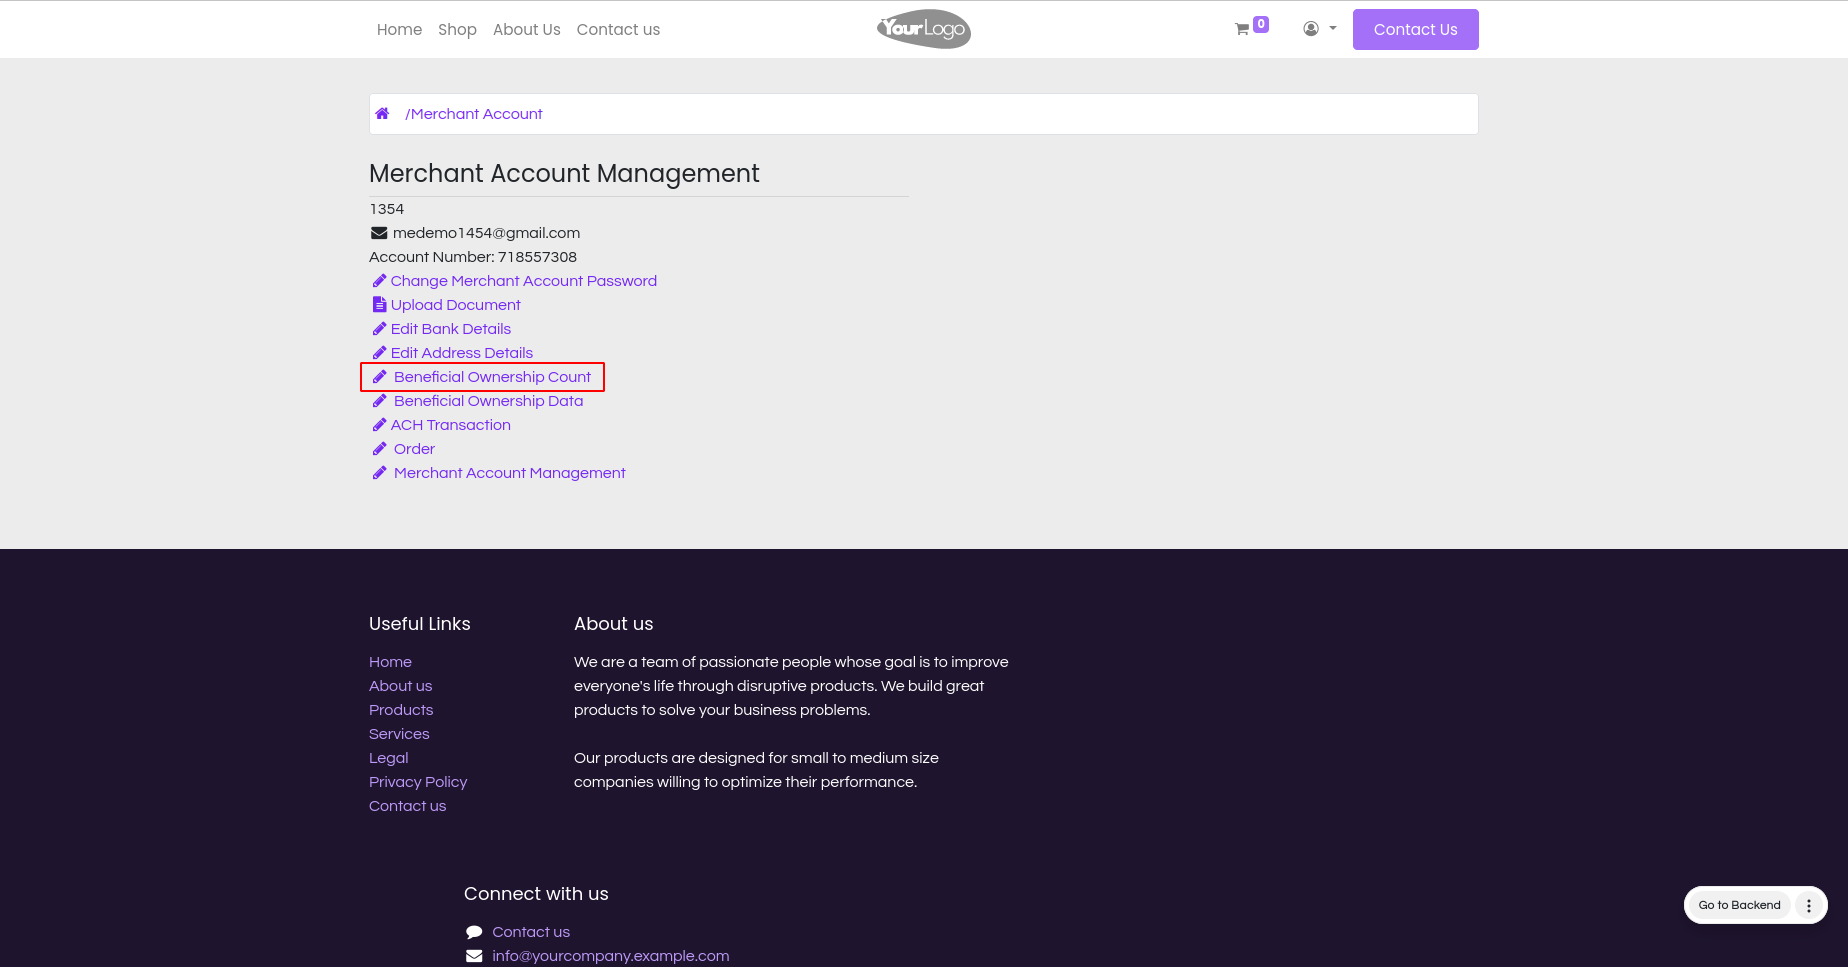 Home Shop About Us Contact us YourLogo 0 Contact Us
/Merchant Account
Merchant Account Management
1354
medemo1454@gmail.com
Account Number: 718557308
Change Merchant Account Password
Upload Document
Edit Bank Details
Edit Address Details
Beneficial Ownership Count
Beneficial Ownership Data
ACH Transaction
Order
Merchant Account Management
Useful Links
Home
About us
Products
Services
Legal
Privacy Policy
Contact us
About us
We are a team of passionate people whose goal is to improve
everyone's life through disruptive products. We build great
products to solve your business problems.
Our products are designed for small to medium size
companies willing to optimize their performance.
Connect with us
Contact us
info@yourcompany.example.com
Go to Backend